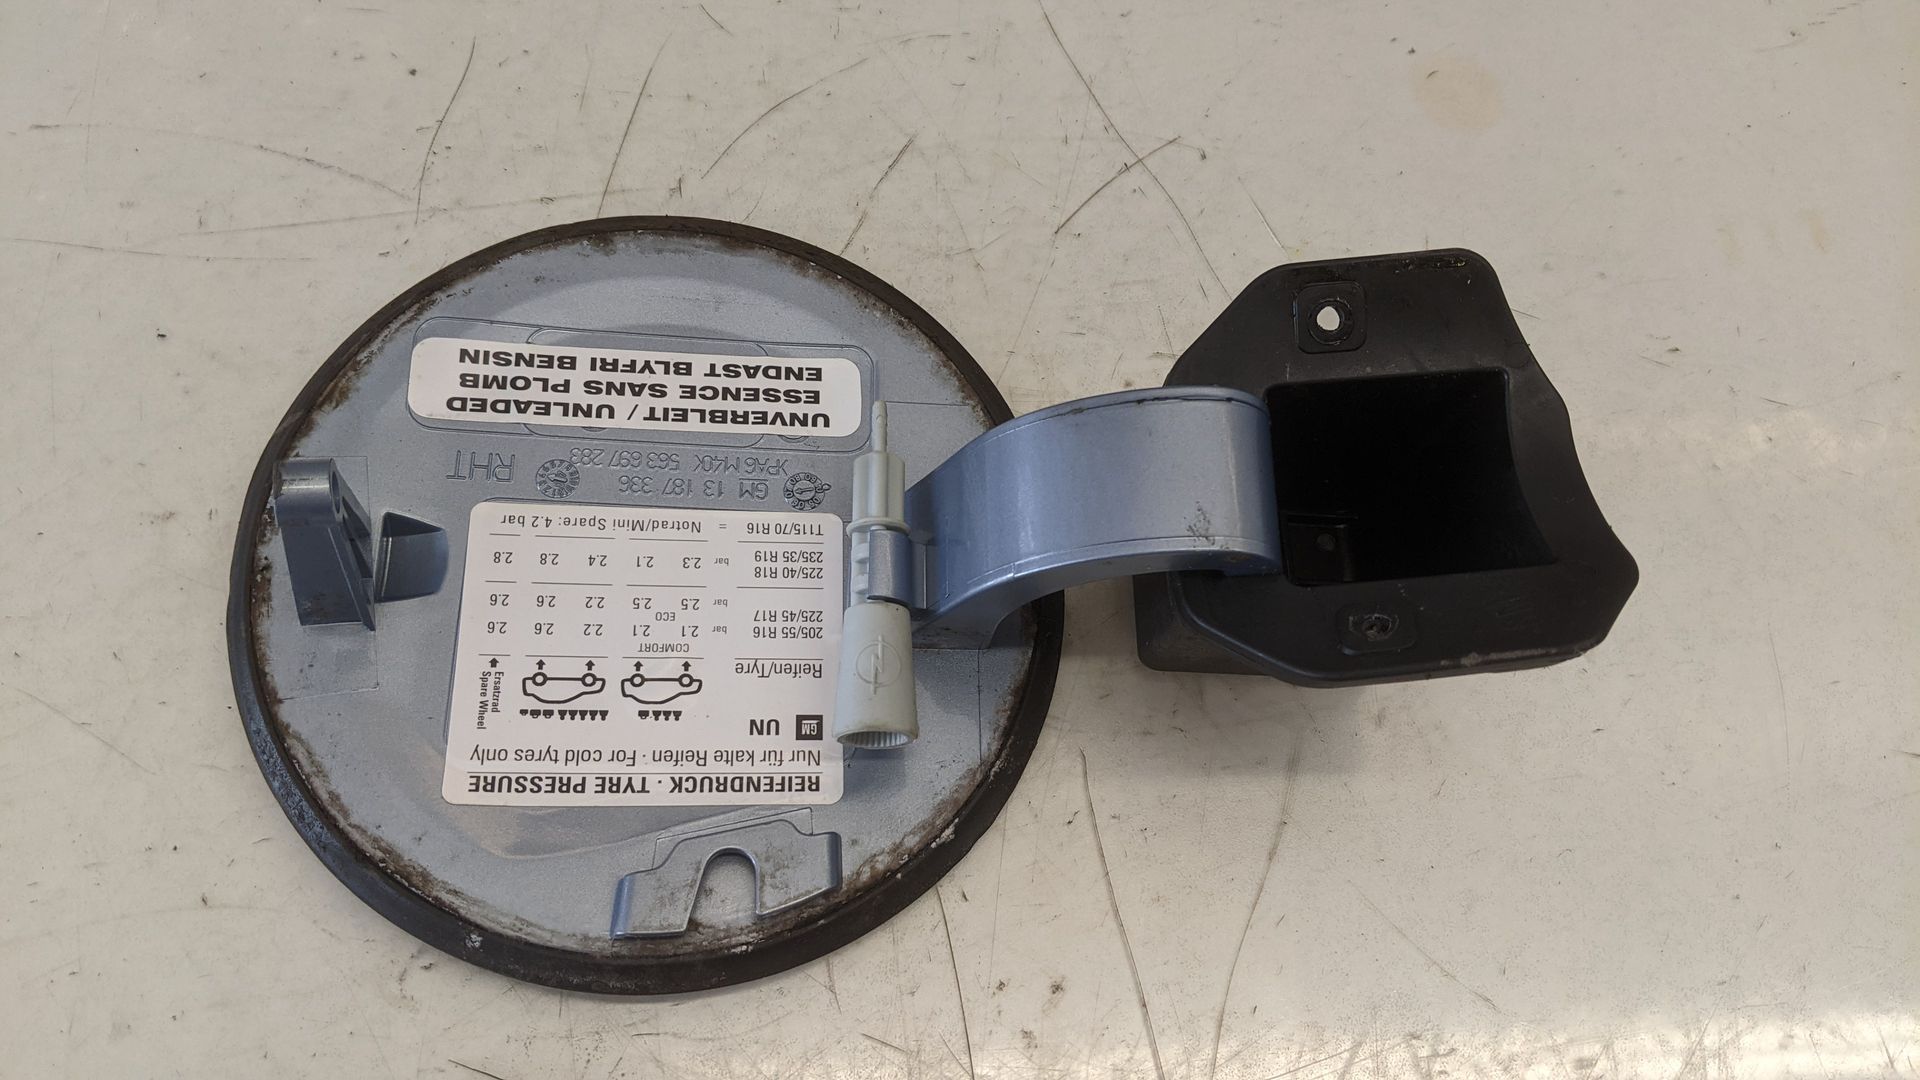 REIFENDRUCK · TYRE PRESSURE
Nur für kalte Reifen · For cold tyres only
GM UN
Reifen/Tyre
Ersatzrad
Spare Wheel
COMFORT
205/55 R16 bar 2.1 2.1 2.2 2.6 2.6
ECO
225/45 R17 bar 2.5 2.5 2.2 2.6 2.6
225/40 R18
235/35 R19 bar 2.3 2.1 2.4 2.8 2.8
T115/70 R16 = Notrad/Mini Spare: 4.2 bar
GM 13 187 336
563 697 283
RHT
UNVERBLEIT / UNLEADED
ESSENCE SANS PLOMB
ENDAST BLYFRI BENSIN